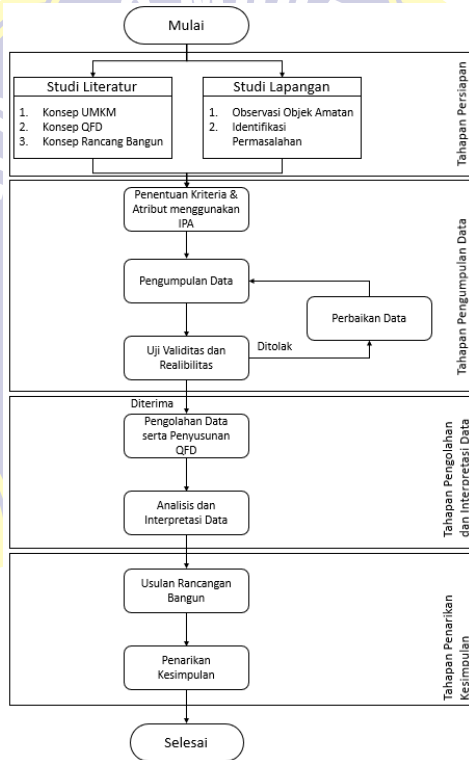 Mulai
Studi Literatur
1. Konsep UMKM
2. Konsep QFD
3. Konsep Rancang Bangun
Studi Lapangan
1. Observasi Objek Amatan
2. Identifikasi
Permasalahan
Tahapan Persiapan
Penentuan Kriteria &
Atribut menggunakan
IPA
Pengumpulan Data
Perbaikan Data
Uji Validitas dan
Realibilitas
Ditolak
Tahapan Pengumpulan Data
Diterima
Pengolahan Data
serta Penyusunan
QFD
Analisis dan
Interpretasi Data
Tahapan Pengolahan
dan Interpretasi Data
Usulan Rancangan
Bangun
Penarikan
Kesimpulan
Tahapan Penarikan
Kesimpulan
Selesai